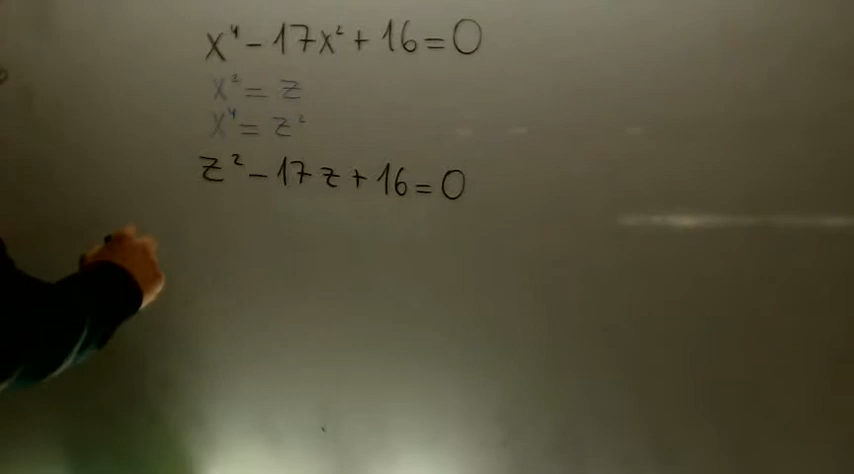 x⁴ - 17x² + 16 = 0
x² = z
x⁴ = z²
z² - 17z + 16 = 0